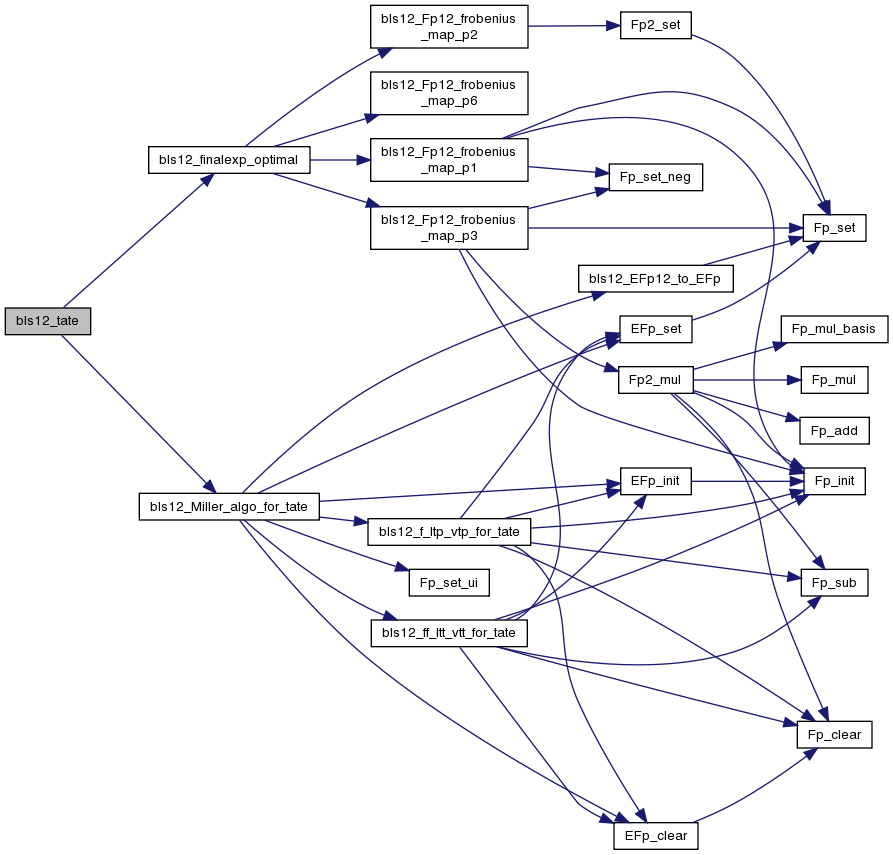 bls12_Fp12_frobenius
_map_p2
Fp2_set
bls12_Fp12_frobenius
_map_p6
bls12_finalexp_optimal
bls12_Fp12_frobenius
_map_p1
Fp_set_neg
bls12_Fp12_frobenius
_map_p3
Fp_set
bls12_EFp12_to_EFp
bls12_tate
EFp_set
Fp_mul_basis
Fp2_mul
Fp_mul
Fp_add
EFp_init
Fp_init
bls12_Miller_algo_for_tate
bls12_f_ltp_vtp_for_tate
Fp_set_ui
Fp_sub
bls12_ff_ltt_vtt_for_tate
Fp_clear
EFp_clear